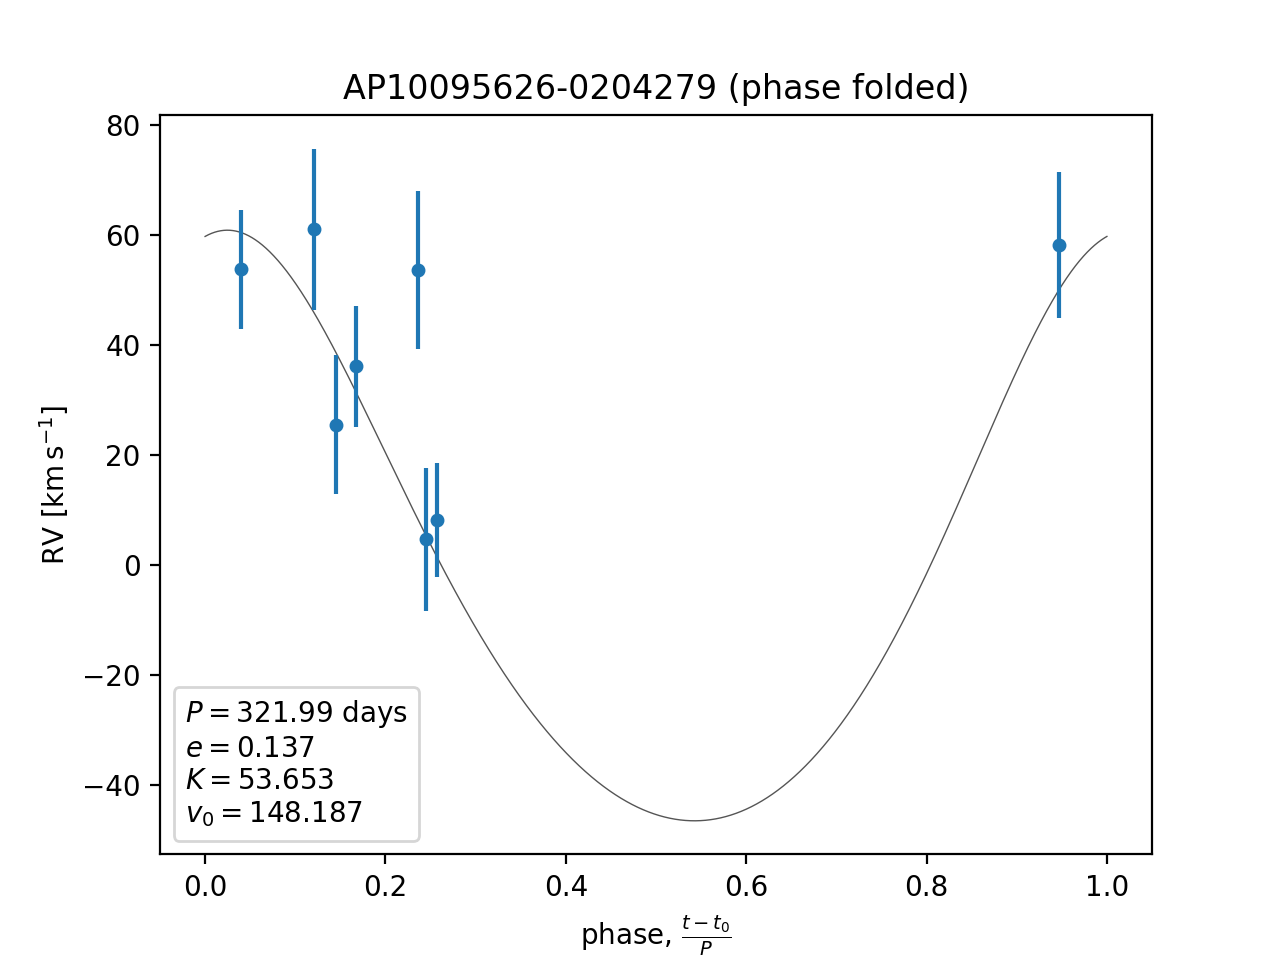 AP10095626-0204279 (phase folded)
80
60
40
20
0
−20
−40
RV [km s⁻¹]
P = 321.99 days
e = 0.137
K = 53.653
v₀ = 148.187
0.0 0.2 0.4 0.6 0.8 1.0
phase, (t − t₀)/P